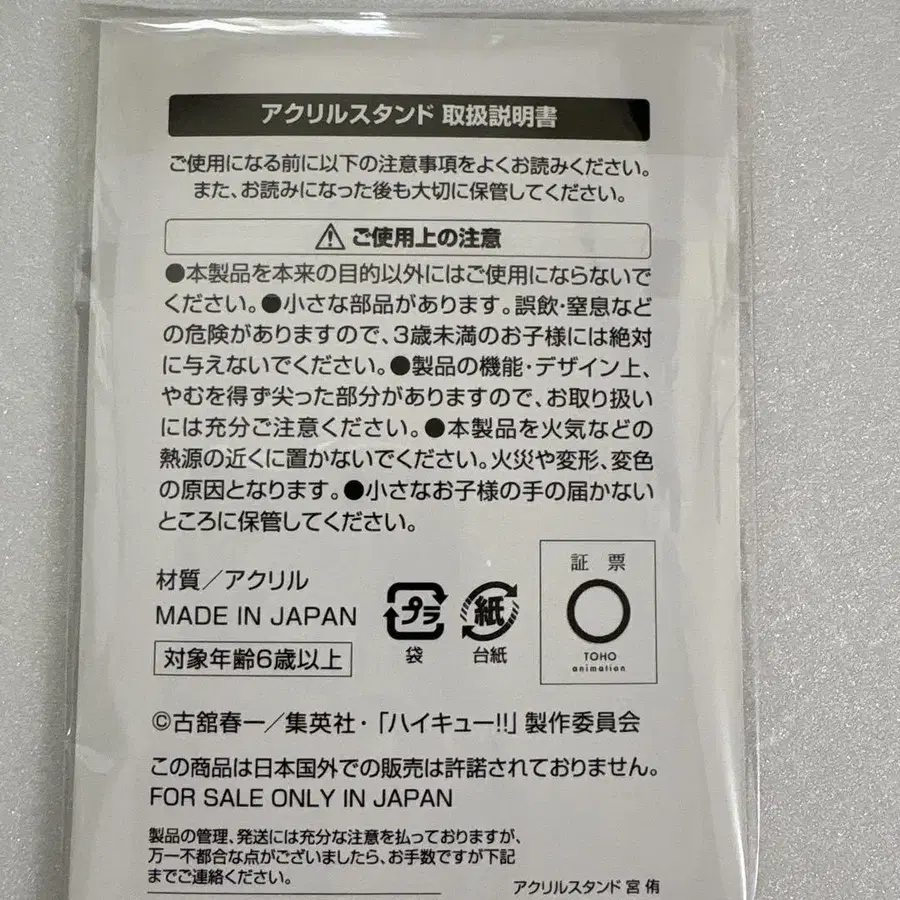 アクリルスタンド 取扱説明書
ご使用になる前に以下の注意事項をよくお読みください。
また、お読みになった後も大切に保管してください。
⚠ ご使用上の注意
●本製品を本来の目的以外にはご使用にならないで
ください。●小さな部品があります。誤飲・窒息など
の危険がありますので、3歳未満のお子様には絶対
に与えないでください。●製品の機能・デザイン上、
やむを得ず尖った部分がありますので、お取り扱い
には充分ご注意ください。●本製品を火気などの
熱源の近くに置かないでください。火災や変形、変色
の原因となります。●小さなお子様の手の届かない
ところに保管してください。
材質／アクリル
MADE IN JAPAN
対象年齢6歳以上
プラ
袋
紙
台紙
証 票
TOHO
animation
©古舘春一／集英社・「ハイキュー!!」製作委員会
この商品は日本国外での販売は許諾されておりません。
FOR SALE ONLY IN JAPAN
製品の管理、発送には充分な注意を払っておりますが、
万一不都合な点がございましたら、お手数ですが下記
までご連絡ください。
アクリルスタンド 宮 侑